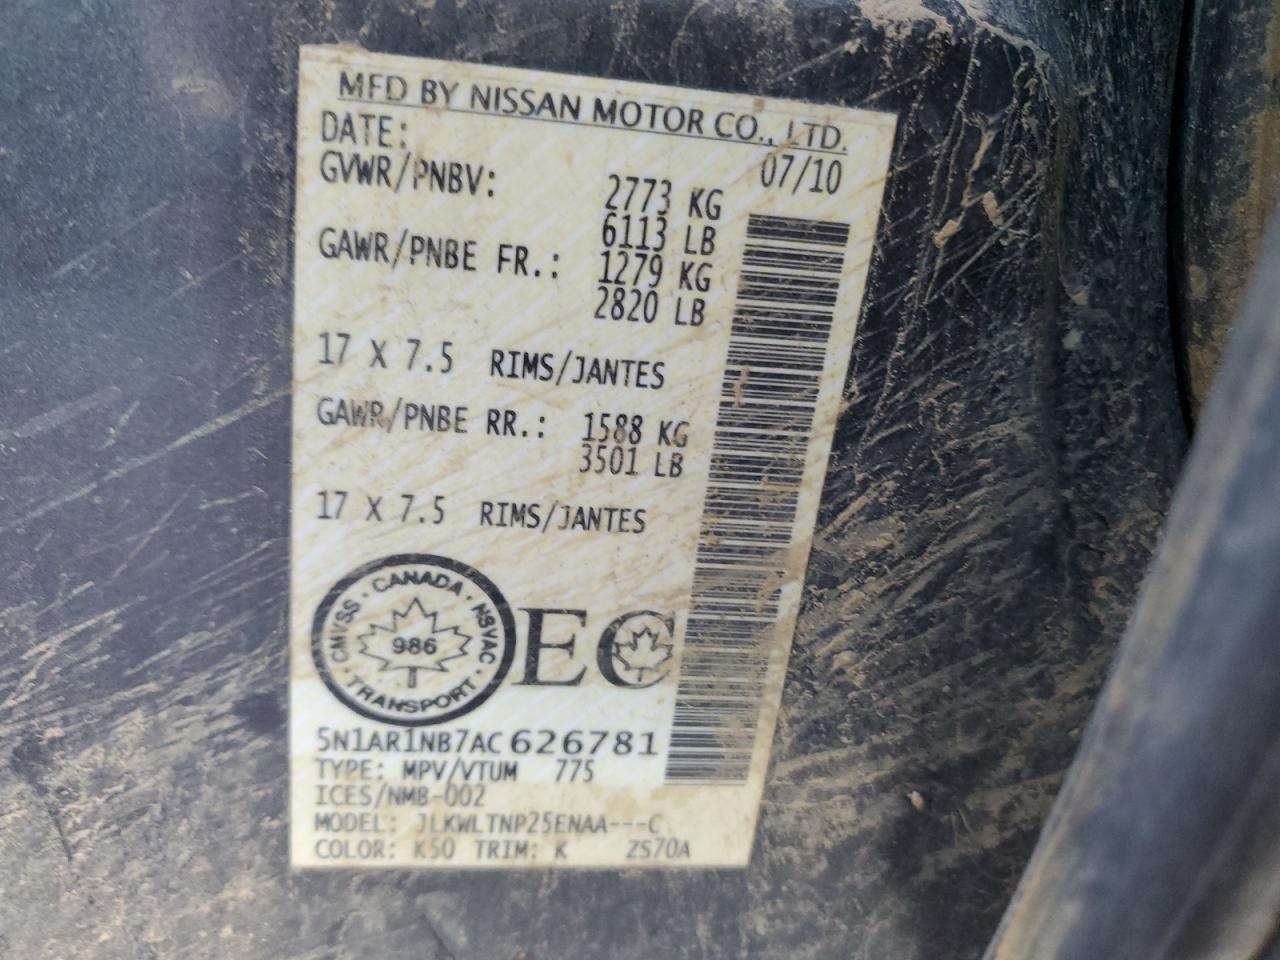 MFD BY NISSAN MOTOR CO., LTD.
DATE: 07/10
GVWR/PNBV: 2773 KG
6113 LB
GAWR/PNBE FR.: 1279 KG
2820 LB
17 X 7.5 RIMS/JANTES
GAWR/PNBE RR.: 1588 KG
3501 LB
17 X 7.5 RIMS/JANTES
CANADA · NSVAC · TRANSPORT · CMVSS ·
986
EC
5N1AR1NB7AC626781
TYPE: MPV/VTUM 775
ICES/NMB-002
MODEL: JLKWLTNP25ENAA---C
COLOR: K50 TRIM: K ZS70A